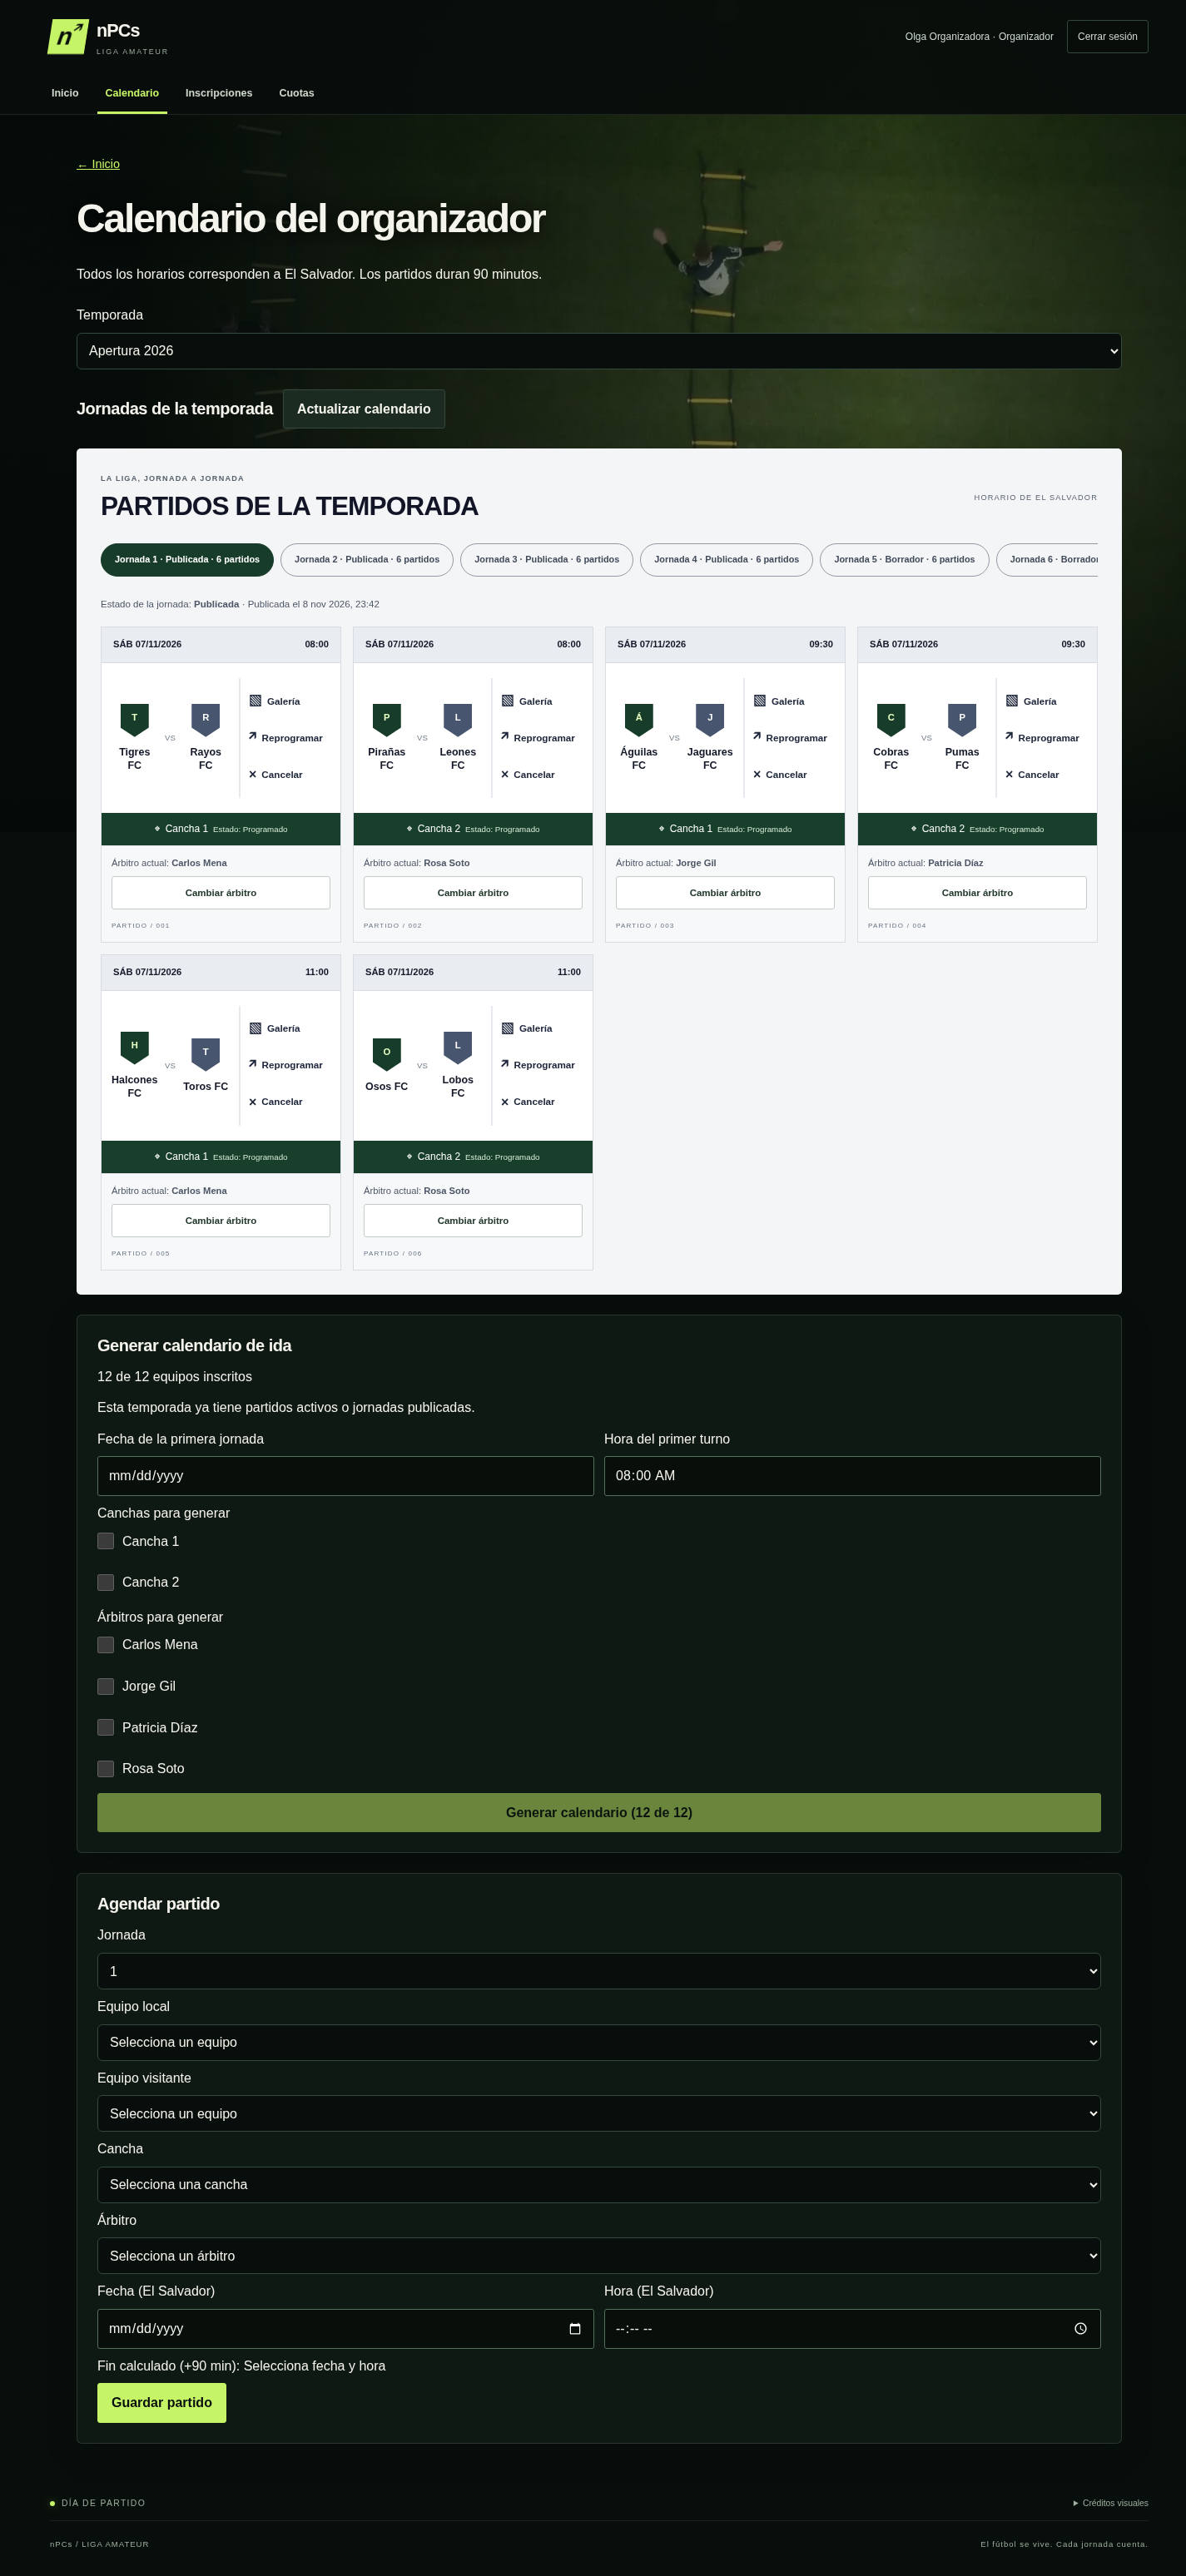 n
nPCs
LIGA AMATEUR
Olga Organizadora · Organizador
Cerrar sesión
Inicio
Calendario
Inscripciones
Cuotas
← Inicio
Calendario del organizador
Todos los horarios corresponden a El Salvador. Los partidos duran 90 minutos.
Temporada
Apertura 2026
Jornadas de la temporada
Actualizar calendario
LA LIGA, JORNADA A JORNADA
PARTIDOS DE LA TEMPORADA
HORARIO DE EL SALVADOR
Jornada 1 · Publicada · 6 partidos
Jornada 2 · Publicada · 6 partidos
Jornada 3 · Publicada · 6 partidos
Jornada 4 · Publicada · 6 partidos
Jornada 5 · Borrador · 6 partidos
Jornada 6 · Borrador
Estado de la jornada: Publicada · Publicada el 8 nov 2026, 23:42
SÁB 07/11/2026 08:00
T
Tigres FC
VS
R
Rayos FC
Galería
Reprogramar
Cancelar
Cancha 1 Estado: Programado
Árbitro actual: Carlos Mena
Cambiar árbitro
PARTIDO / 001
SÁB 07/11/2026 08:00
P
Pirañas FC
VS
L
Leones FC
Galería
Reprogramar
Cancelar
Cancha 2 Estado: Programado
Árbitro actual: Rosa Soto
Cambiar árbitro
PARTIDO / 002
SÁB 07/11/2026 09:30
Á
Águilas FC
VS
J
Jaguares FC
Galería
Reprogramar
Cancelar
Cancha 1 Estado: Programado
Árbitro actual: Jorge Gil
Cambiar árbitro
PARTIDO / 003
SÁB 07/11/2026 09:30
C
Cobras FC
VS
P
Pumas FC
Galería
Reprogramar
Cancelar
Cancha 2 Estado: Programado
Árbitro actual: Patricia Díaz
Cambiar árbitro
PARTIDO / 004
SÁB 07/11/2026 11:00
H
Halcones FC
VS
T
Toros FC
Galería
Reprogramar
Cancelar
Cancha 1 Estado: Programado
Árbitro actual: Carlos Mena
Cambiar árbitro
PARTIDO / 005
SÁB 07/11/2026 11:00
O
Osos FC
VS
L
Lobos FC
Galería
Reprogramar
Cancelar
Cancha 2 Estado: Programado
Árbitro actual: Rosa Soto
Cambiar árbitro
PARTIDO / 006
Generar calendario de ida
12 de 12 equipos inscritos
Esta temporada ya tiene partidos activos o jornadas publicadas.
Fecha de la primera jornada
mm/dd/yyyy
Hora del primer turno
08:00 AM
Canchas para generar
Cancha 1
Cancha 2
Árbitros para generar
Carlos Mena
Jorge Gil
Patricia Díaz
Rosa Soto
Generar calendario (12 de 12)
Agendar partido
Jornada
1
Equipo local
Selecciona un equipo
Equipo visitante
Selecciona un equipo
Cancha
Selecciona una cancha
Árbitro
Selecciona un árbitro
Fecha (El Salvador)
mm/dd/yyyy
Hora (El Salvador)
--:-- --
Fin calculado (+90 min): Selecciona fecha y hora
Guardar partido
DÍA DE PARTIDO
Créditos visuales
nPCs / LIGA AMATEUR
El fútbol se vive. Cada jornada cuenta.